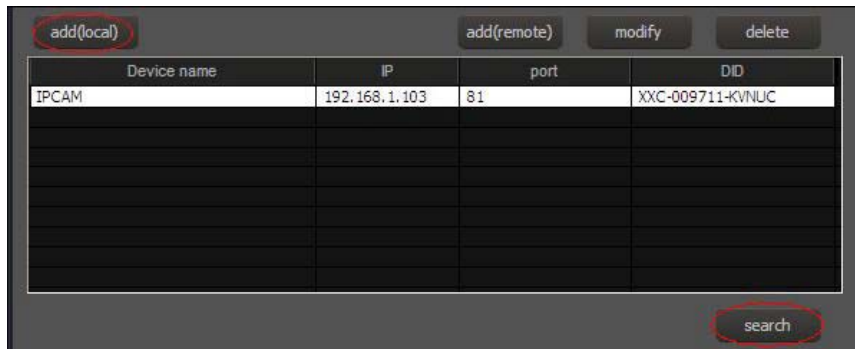 add(local) add(remote) modify delete
Device name IP port DID
IPCAM 192.168.1.103 81 XXC-009711-KVNUC
search